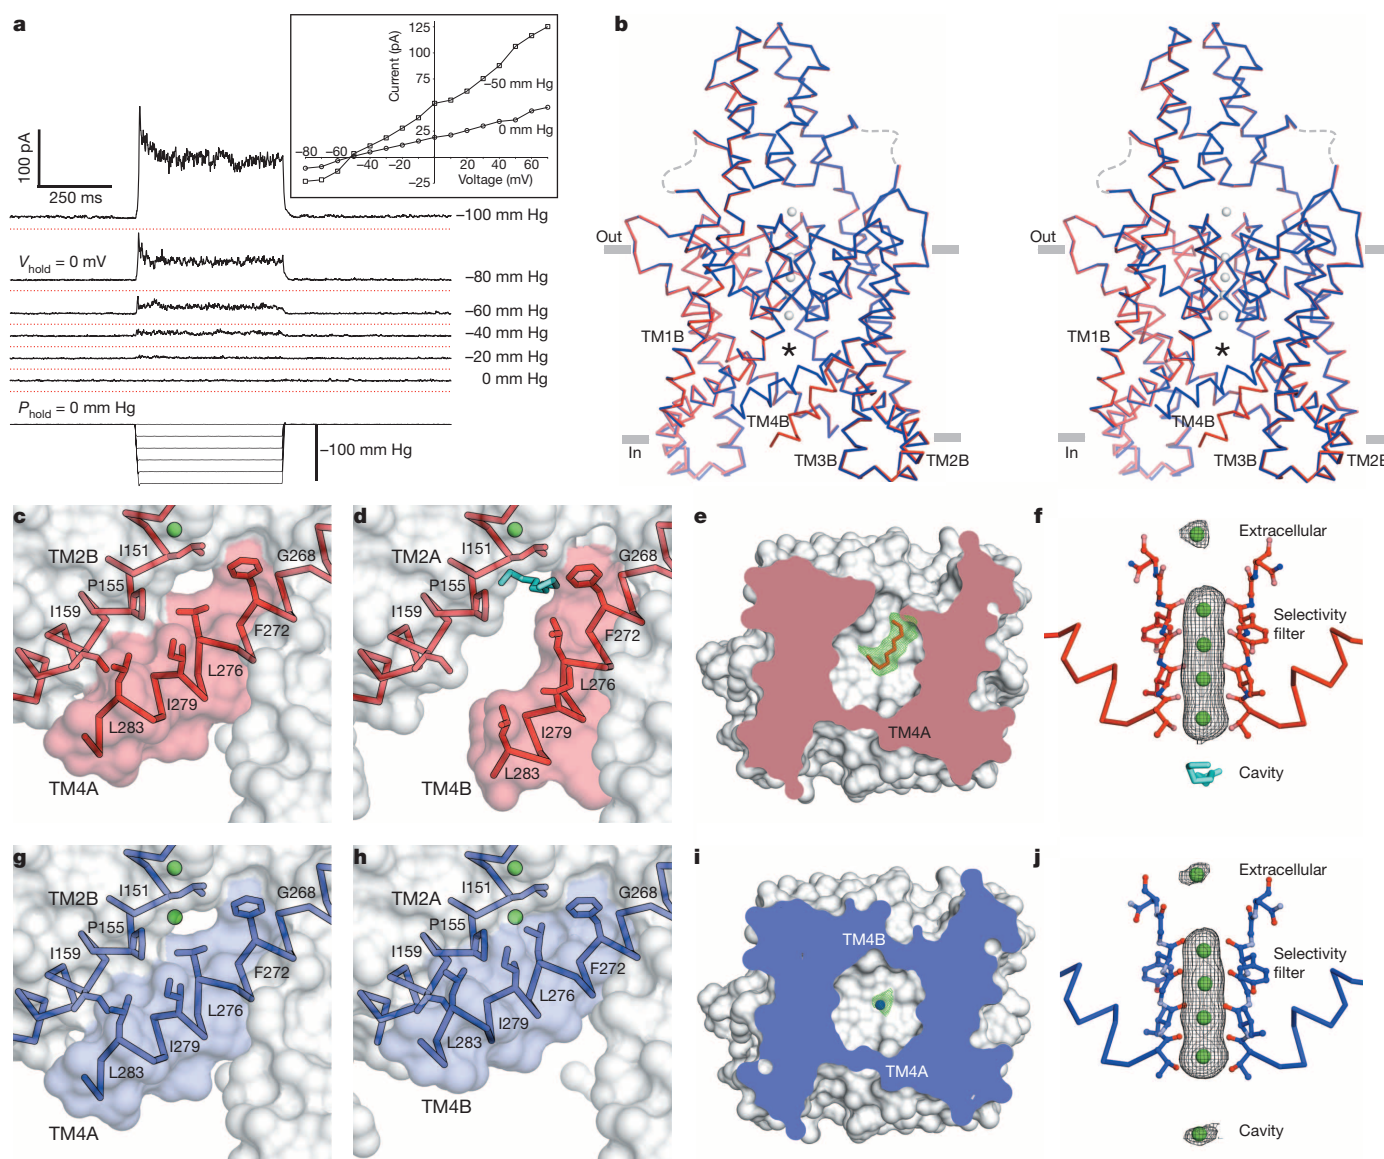 a
100 pA
250 ms
Current (pA)
125
100
75
−50 mm Hg
25
0 mm Hg
−80
−60
−40
−20
20
40
60
−25
Voltage (mV)
−100 mm Hg
Vhold = 0 mV
−80 mm Hg
−60 mm Hg
−40 mm Hg
−20 mm Hg
0 mm Hg
Phold = 0 mm Hg
−100 mm Hg
b
Out
TM1B
*
TM4B
In
TM3B
TM2B
Out
TM1B
*
TM4B
In
TM3B
TM2B
c
TM2B
I151
G268
P155
I159
F272
L276
I279
L283
TM4A
d
TM2A
I151
G268
P155
I159
F272
L276
I279
L283
TM4B
e
TM4A
f
Extracellular
Selectivity
filter
Cavity
g
TM2B
I151
G268
P155
I159
F272
L276
I279
L283
TM4A
h
TM2A
I151
G268
P155
I159
F272
L276
I279
L283
TM4B
i
TM4B
TM4A
j
Extracellular
Selectivity
filter
Cavity